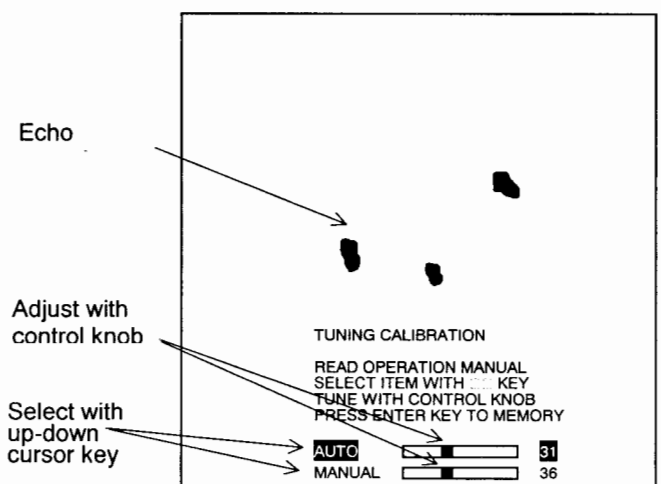 Echo
Adjust with
control knob
Select with
up-down
cursor key
TUNING CALIBRATION
READ OPERATION MANUAL
SELECT ITEM WITH KEY
TUNE WITH CONTROL KNOB
PRESS ENTER KEY TO MEMORY
AUTO 31
MANUAL 36